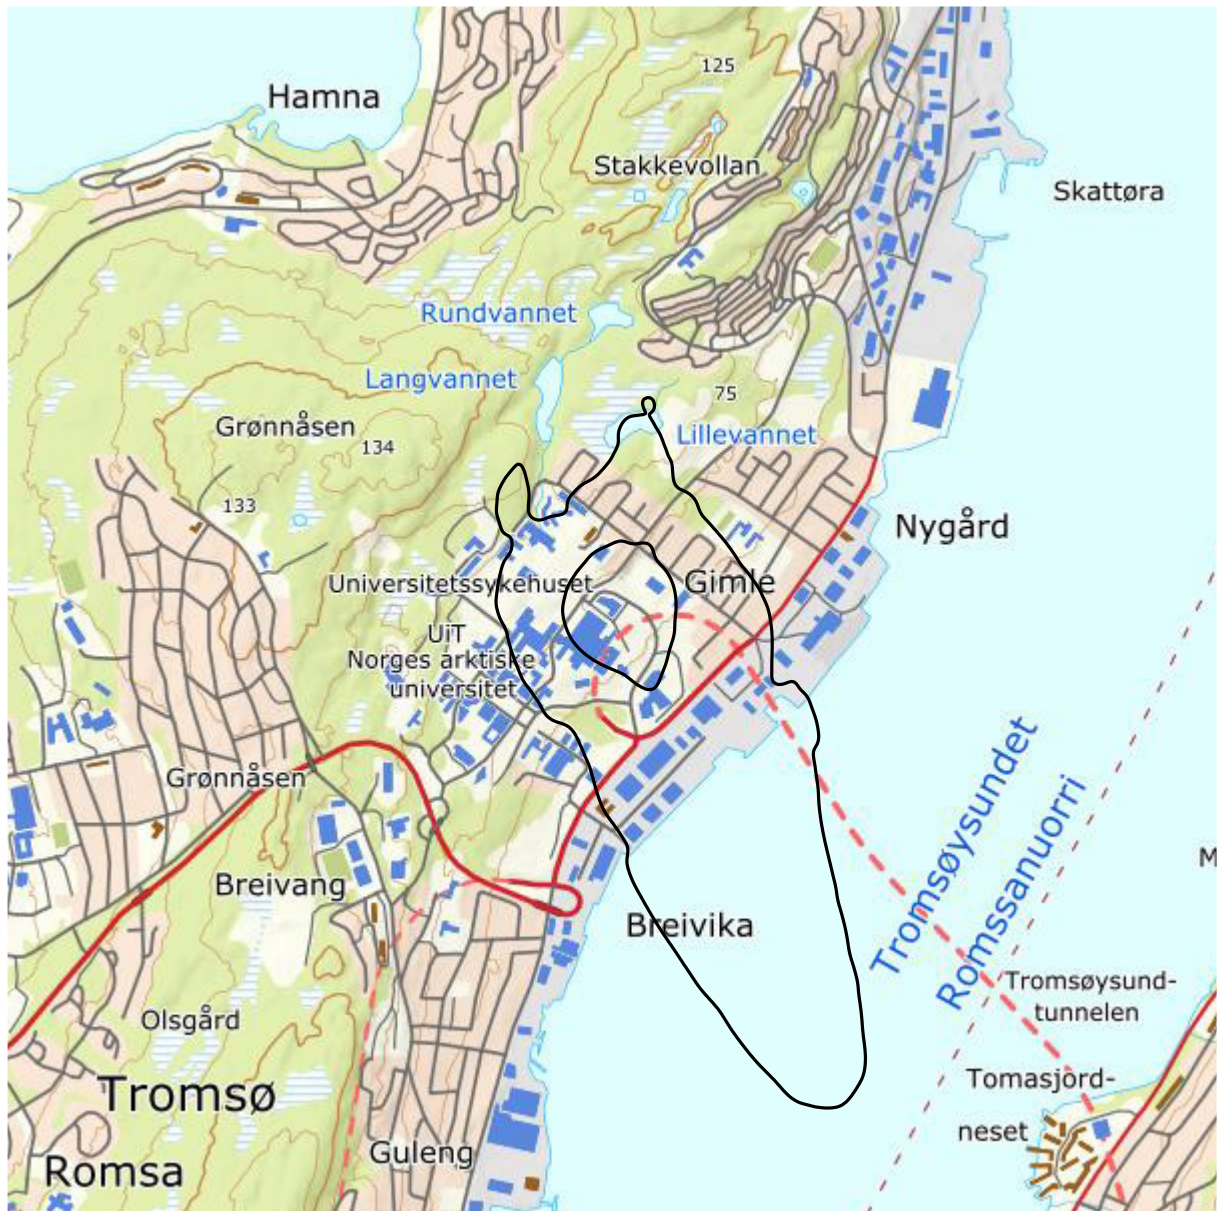 Hamna
125
Stakkevollan
Skattøra
Rundvannet
Langvannet
75
Grønnåsen
134
Lillevannet
133
Nygård
Universitetssykehuset
Gimle
UiT
Norges arktiske
universitet
Grønnåsen
Breivang
Breivika
Tromsøysundet
Romssanuorri
M
Tromsøysund-
tunnelen
Olsgård
Tromsø
Tomasjord-
neset
Guleng
Romsa